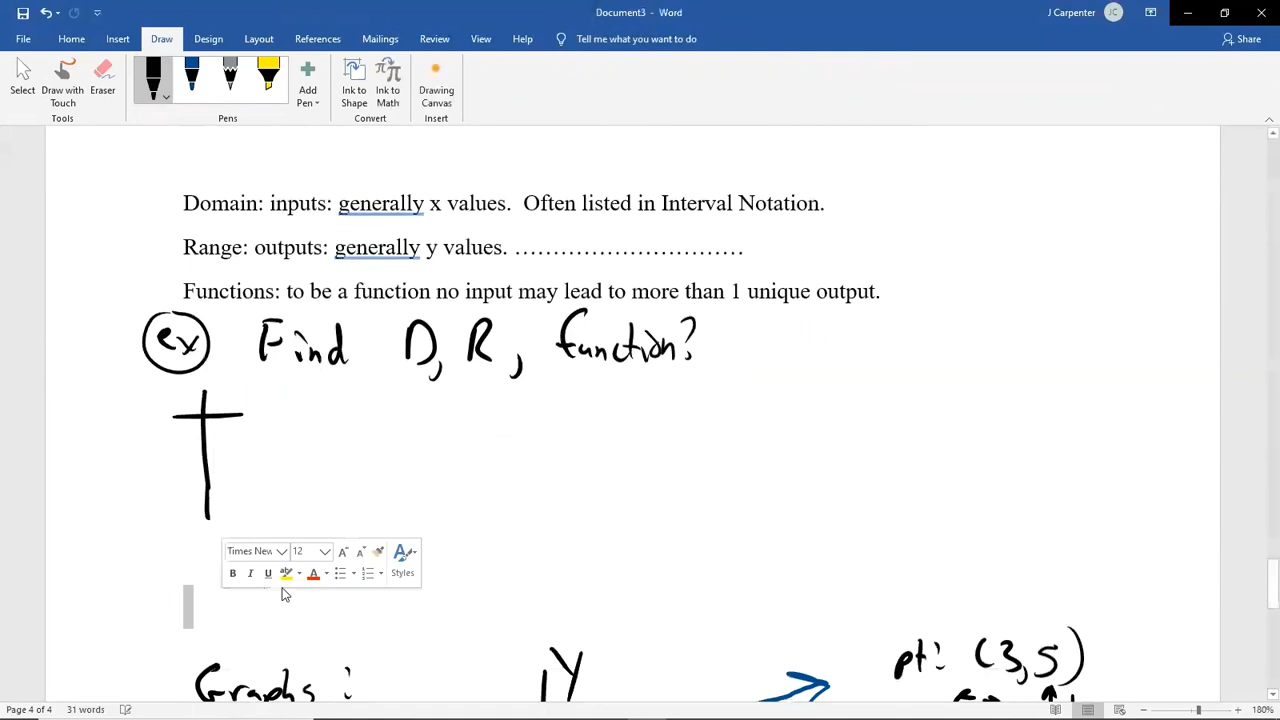 Document3 - Word
J Carpenter
JC
File Home Insert Draw Design Layout References Mailings Review View Help Tell me what you want to do
Share
Select
Draw with Touch
Eraser
Add Pen
Ink to Shape
Ink to Math
Drawing Canvas
Tools
Pens
Convert
Insert
Domain: inputs: generally x values. Often listed in Interval Notation.
Range: outputs: generally y values. …………………………
Functions: to be a function no input may lead to more than 1 unique output.
ex Find D, R, function?
Times New 12
B I U
Styles
Graphs:
y
pt: (3,5)
Page 4 of 4 31 words
180%